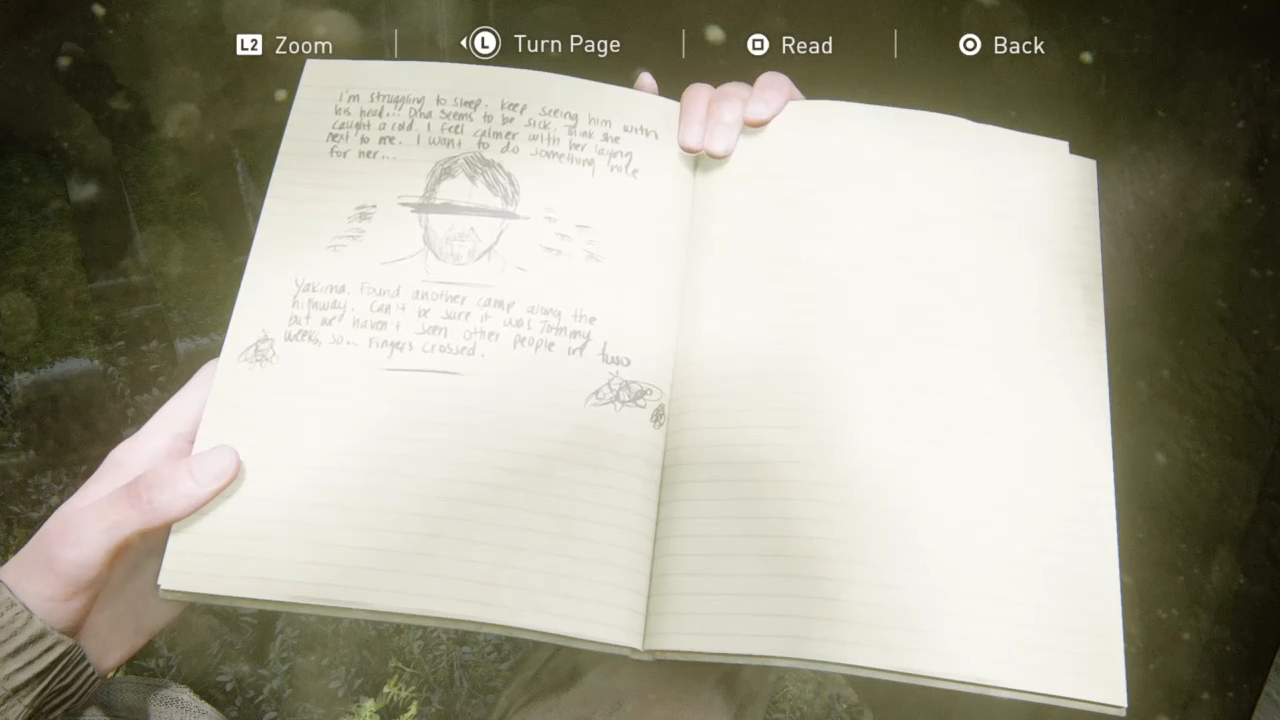 L2 Zoom
L Turn Page
Read
Back
I'm struggling to sleep. Keep seeing him with
his head... Dina seems to be sick. Think she
caught a cold. I feel calmer with her laying
next to me. I want to do something nice
for her...
Yakima. Found another camp along the
highway. Can't be sure it was Tommy
but we haven't seen other people in two
weeks, so... Fingers crossed.